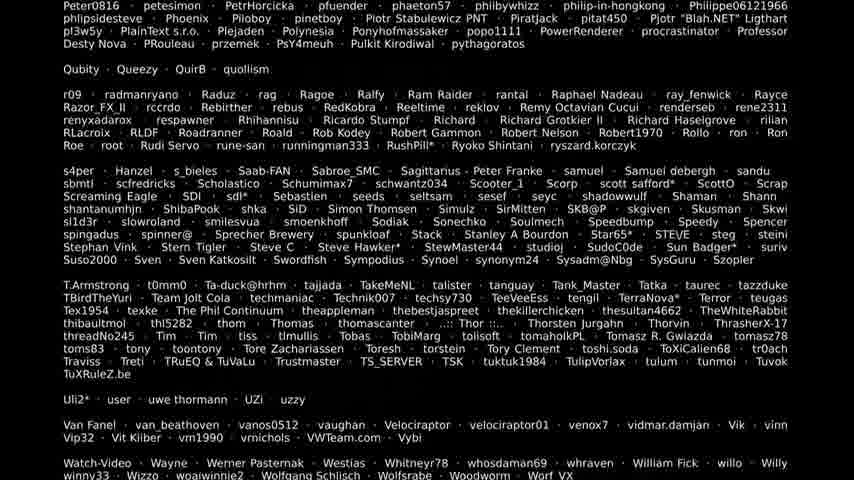 Peter0816 · petesimon · PetrHorcicka · pfuender · phaeton57 · philbywhizz · philip-in-hongkong · Philippe06121966
phlipsidesteve · Phoenix · Piloboy · pinetboy · Piotr Stabulewicz PNT · PiratJack · pitat450 · Pjotr "Blah.NET" Ligthart
pl3w5y · PlainText s.r.o. · Plejaden · Polynesia · Ponyhofmassaker · popo1111 · PowerRenderer · procrastinator · Professor
Desty Nova · PRouleau · przemek · PsY4meuh · Pulkit Kirodiwal · pythagoratos
Qubity · Queezy · QuirB · quollism
r09 · radmanryano · Raduz · rag · Ragoe · Ralfy · Ram Raider · rantal · Raphael Nadeau · ray_fenwick · Rayce
Razor_FX_II · rccrdo · Rebirther · rebus · RedKobra · Reeltime · reklov · Remy Octavian Cucui · renderseb · rene2311
renyxadarox · respawner · Rhihannisu · Ricardo Stumpf · Richard · Richard Grotkier II · Richard Haselgrove · rilian
RLacroix · RLDF · Roadranner · Roald · Rob Kodey · Robert Gammon · Robert Nelson · Robert1970 · Rollo · ron · Ron
Roe · root · Rudi Servo · rune-san · runningman333 · RushPill* · Ryoko Shintani · ryszard.korczyk
s4per · Hanzel · s_bieles · Saab-FAN · Sabroe_SMC · Sagittarius - Peter Franke · samuel · Samuel debergh · sandu
sbmtl · scfredricks · Scholastico · Schumimax7 · schwantz034 · Scooter_1 · Scorp · scott safford* · ScottO · Scrap
Screaming Eagle · SDI · sdl* · Sebastien · seeds · seltsam · sesef · seyc · shadowwulf · Shaman · Shann
shantanumhjn · ShibaPook · shka · SiD · Simon Thomsen · Simulz · SirMitten · SKB@P · skgiven · Skusman · Skwi
sl1d3r · slowroland · smilesvua · smoenkhoff · Sodiak · Sonechko · Soulmech · Speedbump · Speedy · Spencer
spingadus · spinner@ · Sprecher Brewery · spunkloaf · Stack · Stanley A Bourdon · Star65* · STE\/E · steg · steini
Stephan Vink · Stern Tigler · Steve C · Steve Hawker* · StewMaster44 · studioj · SudoC0de · Sun Badger* · suriv
Suso2000 · Sven · Sven Katkosilt · Swordfish · Sympodius · Synoel · synonym24 · Sysadm@Nbg · SysGuru · Szopler
T.Armstrong · t0mm0 · Ta-duck@hrhm · tajjada · TakeMeNL · talister · tanguay · Tank_Master · Tatka · taurec · tazzduke
TBirdTheYuri · Team Jolt Cola · techmaniac · Technik007 · techsy730 · TeeVeeEss · tengil · TerraNova* · Terror · teugas
Tex1954 · texke · The Phil Continuum · theappleman · thebestjaspreet · thekillerchicken · thesultan4662 · TheWhiteRabbit
thibaultmol · thl5282 · thom · Thomas · thomascanter · ..:: Thor ::.. · Thorsten Jurgahn · Thorvin · ThrasherX-17
threadNo245 · Tim · Tim · tiss · tlmullis · Tobas · TobiMarg · tolisoft · tomaholkPL · Tomasz R. Gwiazda · tomasz78
toms83 · tony · toontony · Tore Zachariassen · Toresh · torstein · Tory Clement · toshi.soda · ToXiCalien68 · tr0ach
Traviss · Treti · TRuEQ & TuVaLu · Trustmaster · TS_SERVER · TSK · tuktuk1984 · TulipVorlax · tulum · tunmoi · Tuvok
TuXRuleZ.be
Uli2* · user · uwe thormann · UZi · uzzy
Van Fanel · van_beathoven · vanos0512 · vaughan · Velociraptor · velociraptor01 · venox7 · vidmar.damjan · Vik · vinn
Vip32 · Vit Kliber · vm1990 · vrnichols · VWTeam.com · Vybi
Watch-Video · Wayne · Werner Pasternak · Westias · Whitneyr78 · whosdaman69 · whraven · William Fick · willo · Willy
winny33 · Wizzo · woaiwinnie2 · Wolfgang Schlisch · Wolfsrabe · Woodworm · Worf_VX